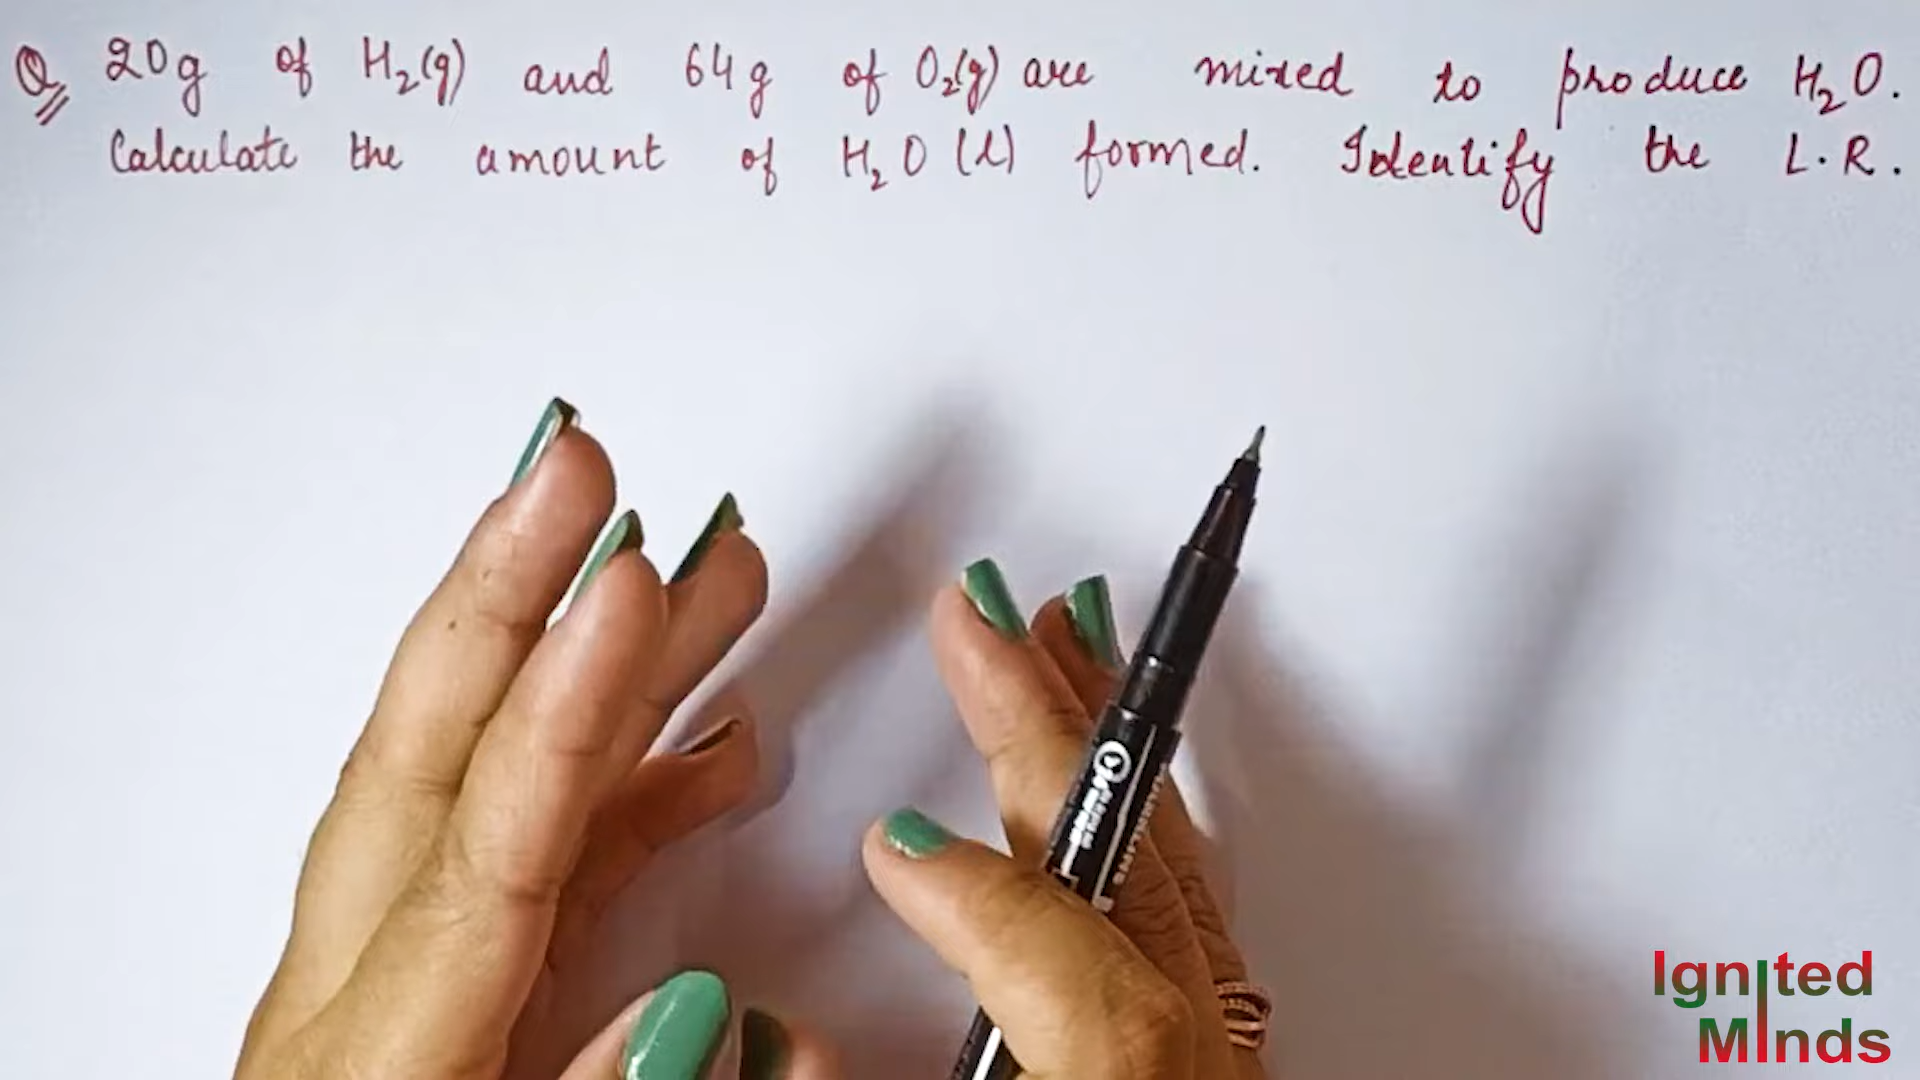 Q 20g of H₂(g) and 64g of O₂(g) are mixed to produce H₂O.
Calculate the amount of H₂O (l) formed. Identify the L.R.
Ignited
Minds